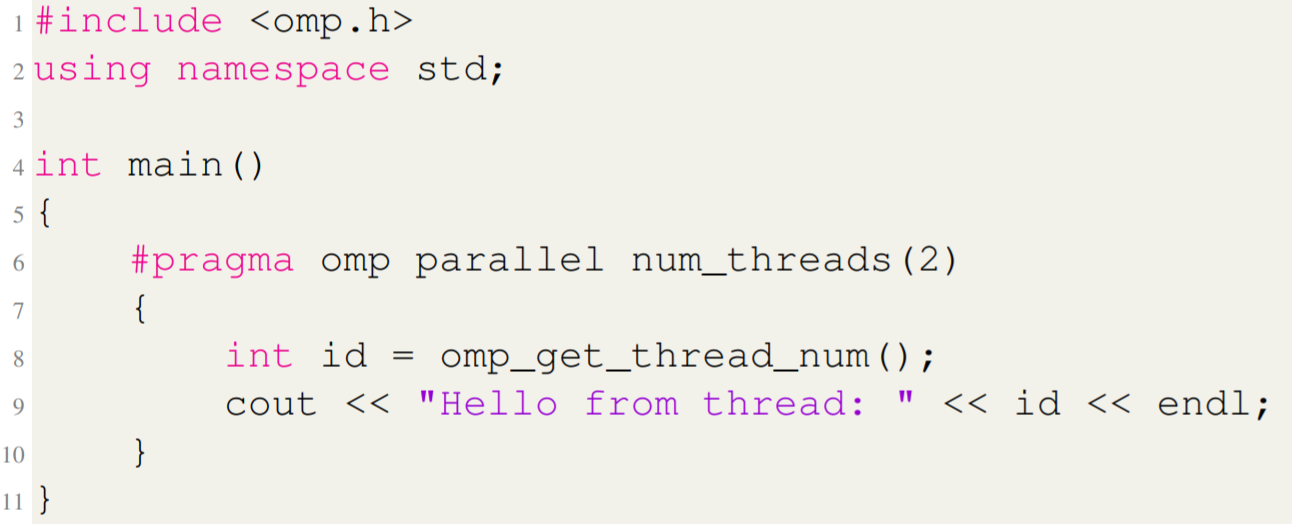 1 #include <omp.h>
2 using namespace std;
3
4 int main()
5 {
6     #pragma omp parallel num_threads(2)
7     {
8         int id = omp_get_thread_num();
9         cout << "Hello from thread: " << id << endl;
10     }
11 }